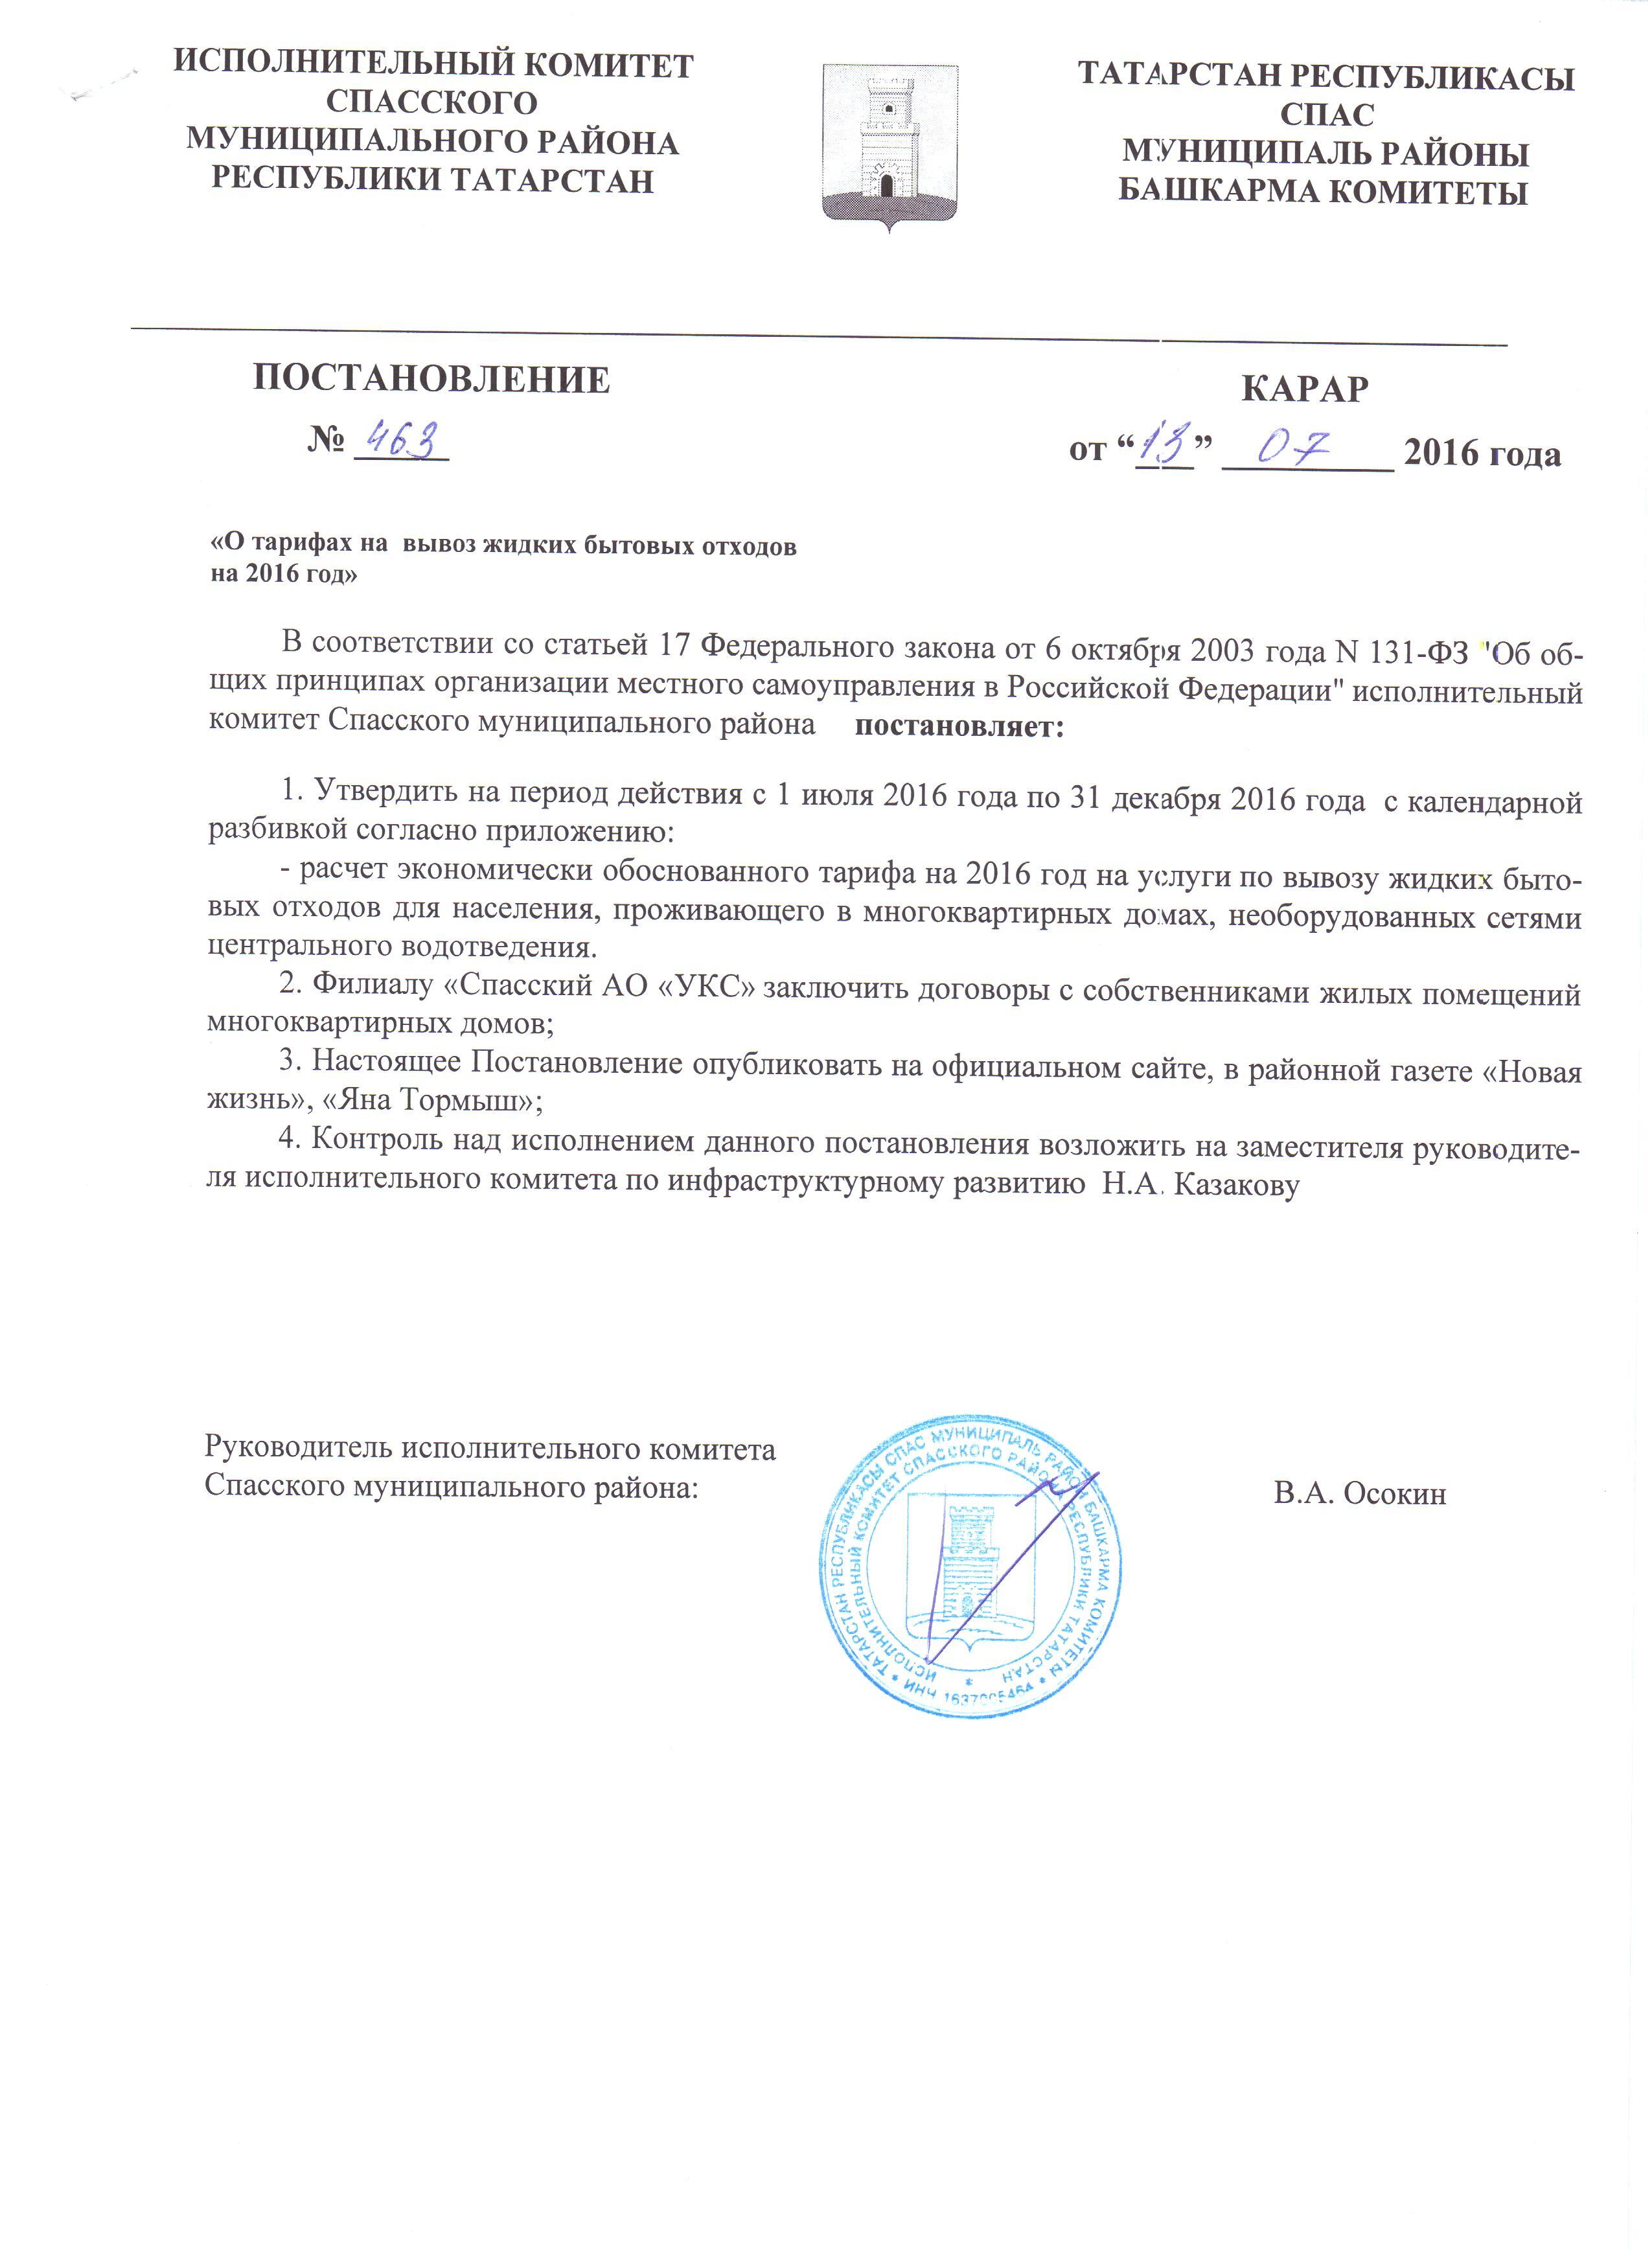 ИСПОЛНИТЕЛЬНЫЙ КОМИТЕТ
СПАССКОГО
МУНИЦИПАЛЬНОГО РАЙОНА
РЕСПУБЛИКИ ТАТАРСТАН
ТАТАРСТАН РЕСПУБЛИКАСЫ
СПАС
МУНИЦИПАЛЬ РАЙОНЫ
БАШКАРМА КОМИТЕТЫ
ПОСТАНОВЛЕНИЕ
КАРАР
№ 463
от “13” 07 2016 года
«О тарифах на вывоз жидких бытовых отходов
на 2016 год»
В соответствии со статьей 17 Федерального закона от 6 октября 2003 года N 131-ФЗ "Об об-
щих принципах организации местного самоуправления в Российской Федерации" исполнительный
комитет Спасского муниципального района постановляет:
1. Утвердить на период действия с 1 июля 2016 года по 31 декабря 2016 года с календарной
разбивкой согласно приложению:
- расчет экономически обоснованного тарифа на 2016 год на услуги по вывозу жидких быто-
вых отходов для населения, проживающего в многоквартирных домах, необорудованных сетями
центрального водотведения.
2. Филиалу «Спасский АО «УКС» заключить договоры с собственниками жилых помещений
многоквартирных домов;
3. Настоящее Постановление опубликовать на официальном сайте, в районной газете «Новая
жизнь», «Яна Тормыш»;
4. Контроль над исполнением данного постановления возложить на заместителя руководите-
ля исполнительного комитета по инфраструктурному развитию Н.А. Казакову
Руководитель исполнительного комитета
Спасского муниципального района:
В.А. Осокин
ТАТАРСТАН РЕСПУБЛИКАСЫ СПАС МУНИЦИПАЛЬ РАЙОН БАШКАРМА КОМИТЕТЫ
* ИНЧ 1637005464 *
ИСПОЛНИТЕЛЬНЫЙ КОМИТЕТ СПАССКОГО РАЙОНА РЕСПУБЛИКИ ТАТАРСТАН *